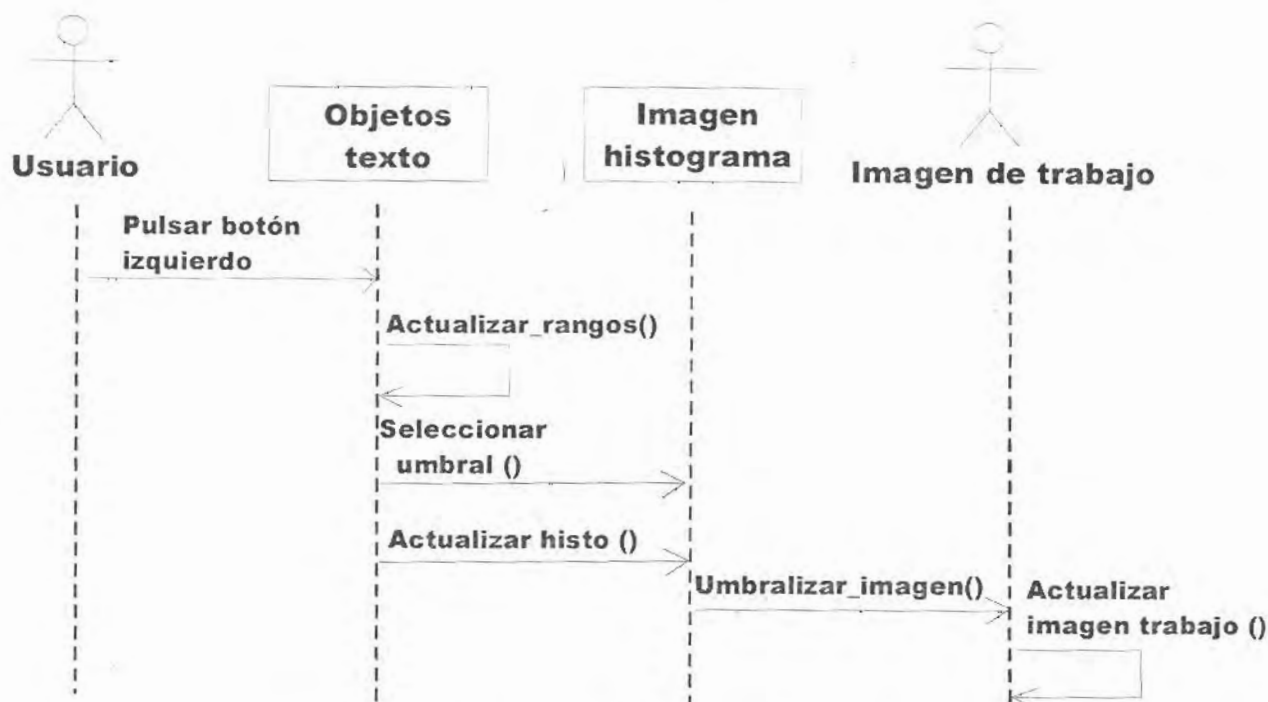 Usuario
Objetos
texto
Imagen
histograma
Imagen de trabajo
Pulsar botón
izquierdo
Actualizar_rangos()
Seleccionar
umbral ()
Actualizar histo ()
Umbralizar_imagen()
Actualizar
imagen trabajo ()